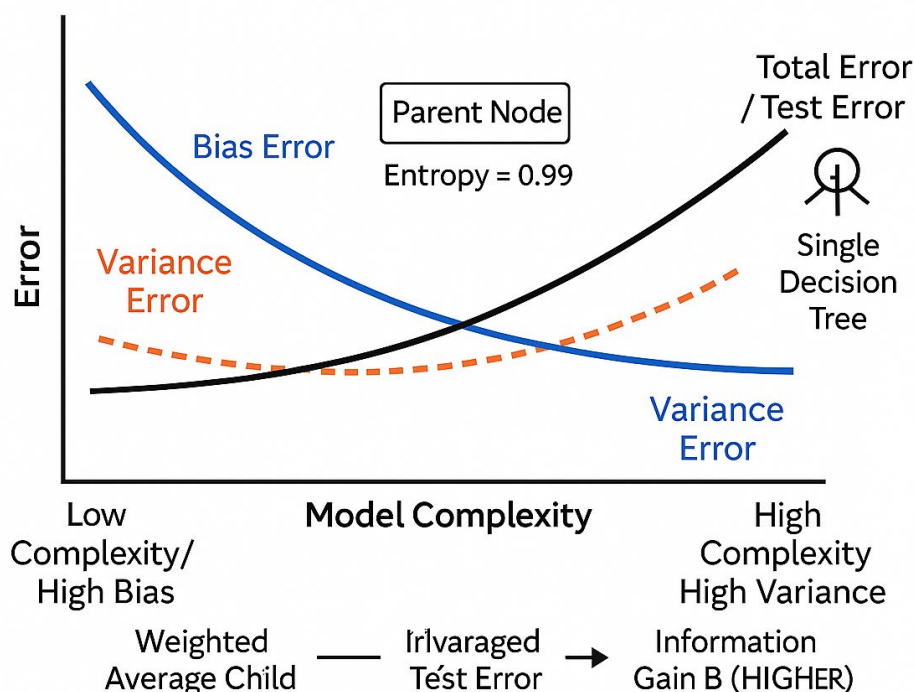 Total Error
/ Test Error
Parent Node
Bias Error
Entropy = 0.99
Variance
Error
Single
Decision
Tree
Error
Variance
Error
Low
Complexity/
High Bias
Model Complexity
High
Complexity
High Variance
Weighted
Average Child
Test Error
Information
Gain B (HIGHER)